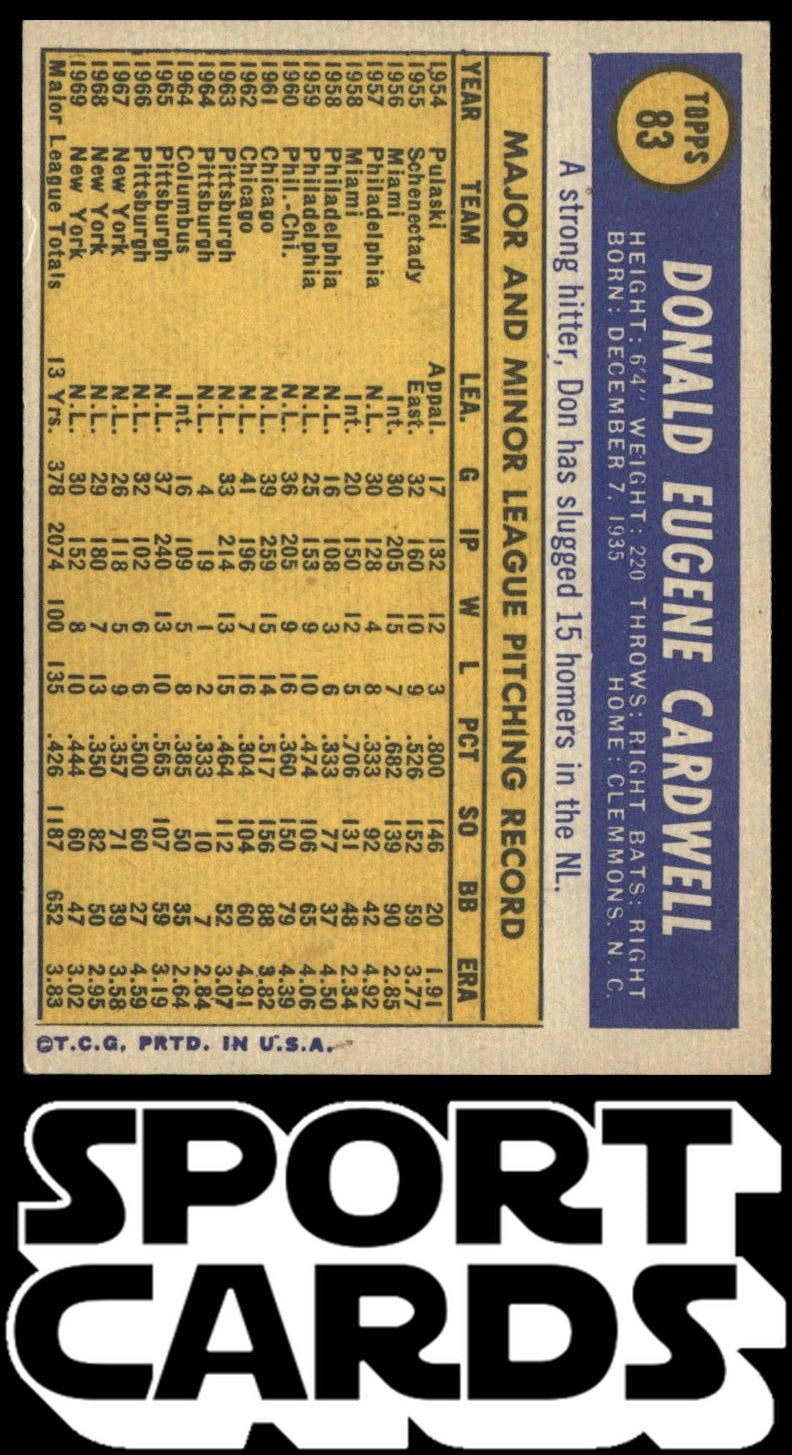 TOPPS
83
DONALD EUGENE CARDWELL
HEIGHT: 6'4" WEIGHT: 220 THROWS: RIGHT BATS: RIGHT
BORN: DECEMBER 7, 1935 HOME: CLEMMONS, N. C.
A strong hitter, Don has slugged 15 homers in the NL.
MAJOR AND MINOR LEAGUE PITCHING RECORD
YEAR TEAM LEA. G IP W L PCT SO BB ERA
1954 Pulaski Appal. 17 132 12 3 .800 146 20 1.91
1955 Schenectady East. 32 160 10 9 .526 152 59 3.77
1956 Miami Int. 30 205 15 7 .682 139 90 2.85
1957 Philadelphia N.L. 30 128 4 8 .333 92 42 4.92
1958 Miami Int. 20 150 12 5 .706 131 48 2.34
1958 Philadelphia N.L. 16 108 3 6 .333 77 37 4.50
1959 Philadelphia N.L. 25 153 9 10 .474 106 65 4.06
1960 Phil.-Chi. N.L. 36 205 9 16 .360 150 79 4.39
1961 Chicago N.L. 39 259 15 14 .517 156 88 3.82
1962 Chicago N.L. 41 196 7 16 .304 104 60 4.91
1963 Pittsburgh N.L. 33 214 13 15 .464 112 52 3.07
1964 Pittsburgh N.L. 4 19 1 2 .333 10 7 2.84
1964 Columbus Int. 16 109 5 8 .385 50 35 2.64
1965 Pittsburgh N.L. 37 240 13 10 .565 107 59 3.19
1966 Pittsburgh N.L. 32 102 6 6 .500 60 27 4.59
1967 New York N.L. 26 118 5 9 .357 71 39 3.58
1968 New York N.L. 29 180 7 13 .350 82 50 2.95
1969 New York N.L. 30 152 8 10 .444 60 47 3.02
Major League Totals 13 Yrs. 378 2074 100 135 .426 1187 652 3.83
©T.C.G. PRTD. IN U.S.A.
SPORT
CARDS